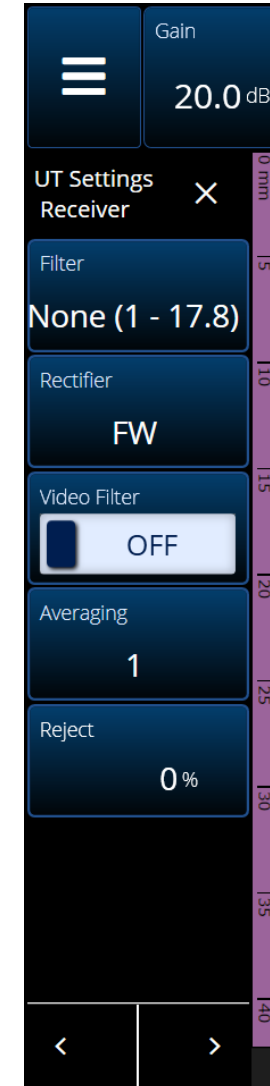 Gain
20.0 dB
UT Settings
Receiver
×
Filter
None (1 - 17.8)
Rectifier
FW
Video Filter
OFF
Averaging
1
Reject
0 %
0 mm
5
10
15
20
25
30
35
40
< >